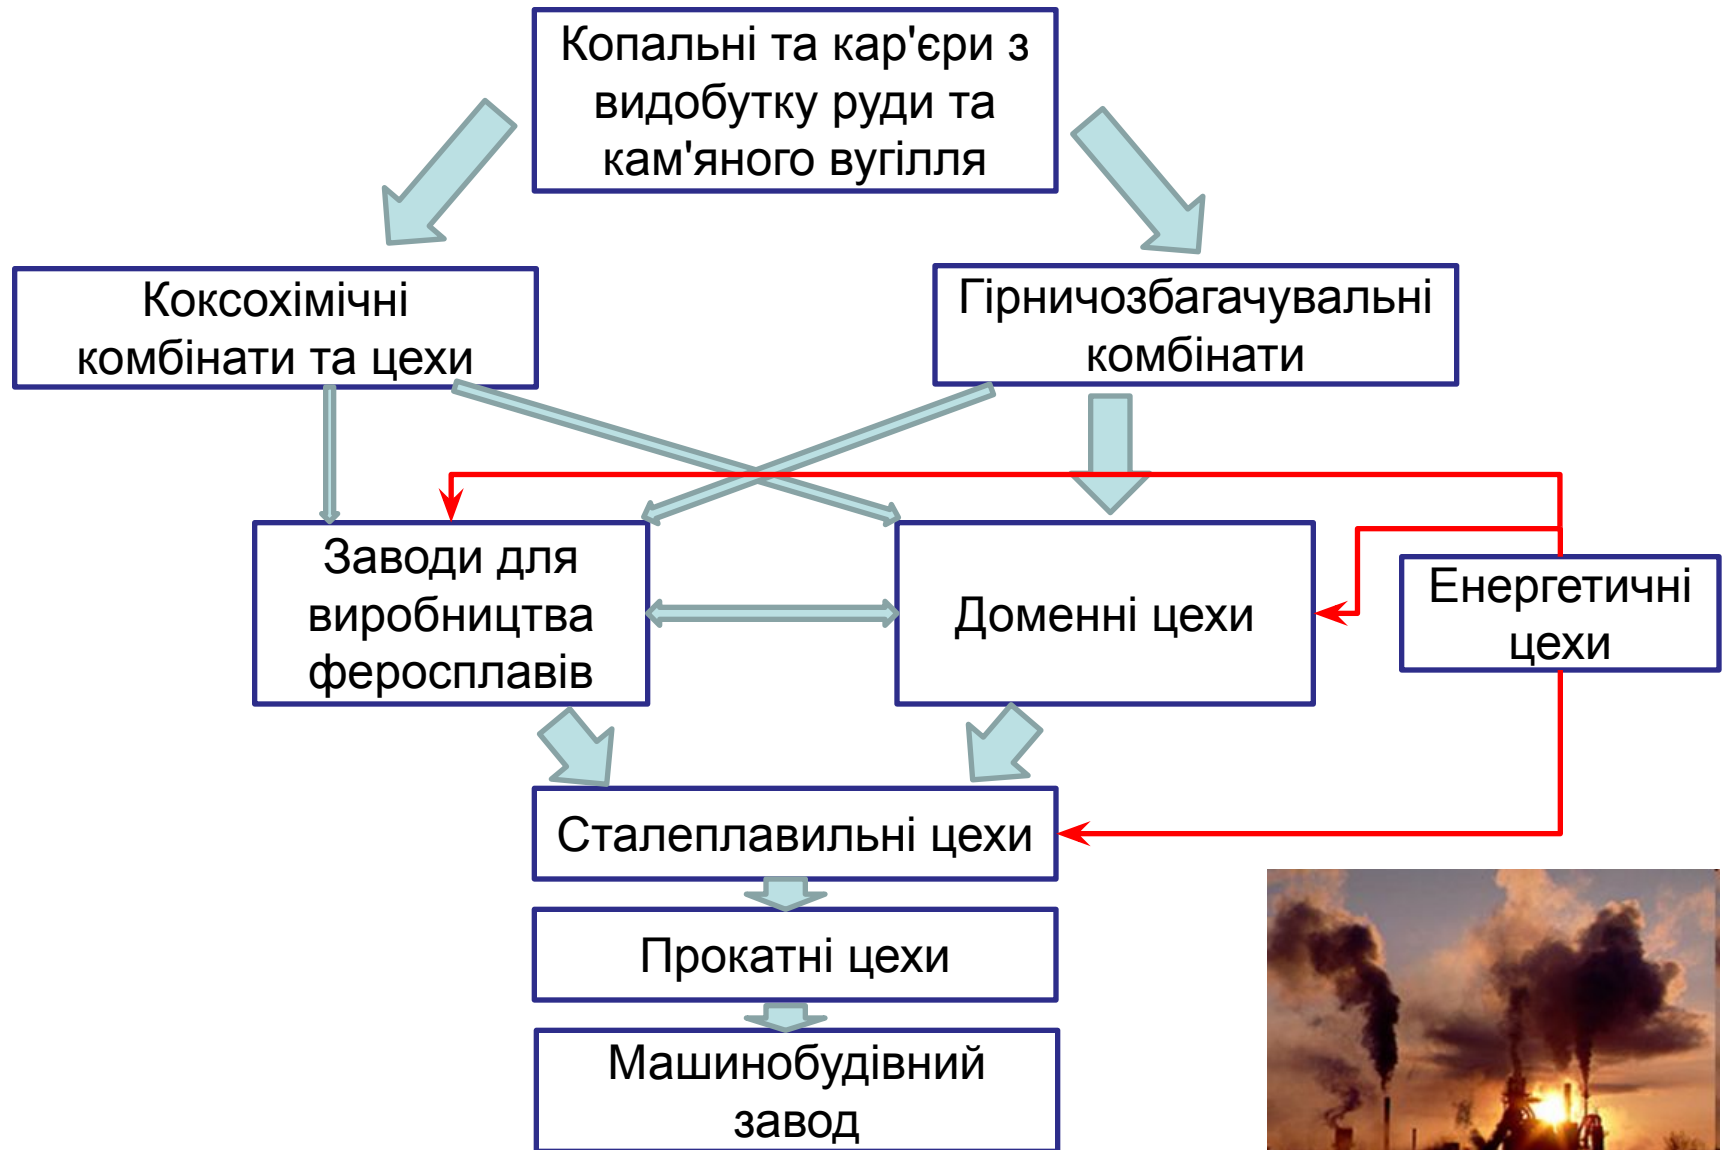 Копальні та кар'єри з
видобутку руди та
кам'яного вугілля
Коксохімічні
комбінати та цехи
Гірничозбагачувальні
комбінати
Заводи для
виробництва
феросплавів
Доменні цехи
Енергетичні
цехи
Сталеплавильні цехи
Прокатні цехи
Машинобудівний
завод